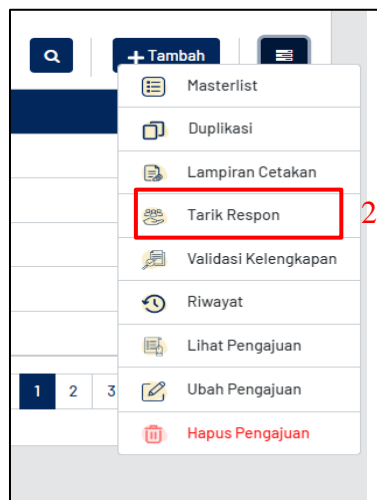 + Tambah
Masterlist
Duplikasi
Lampiran Cetakan
Tarik Respon
2
Validasi Kelengkapan
Riwayat
Lihat Pengajuan
1 2 3
Ubah Pengajuan
Hapus Pengajuan